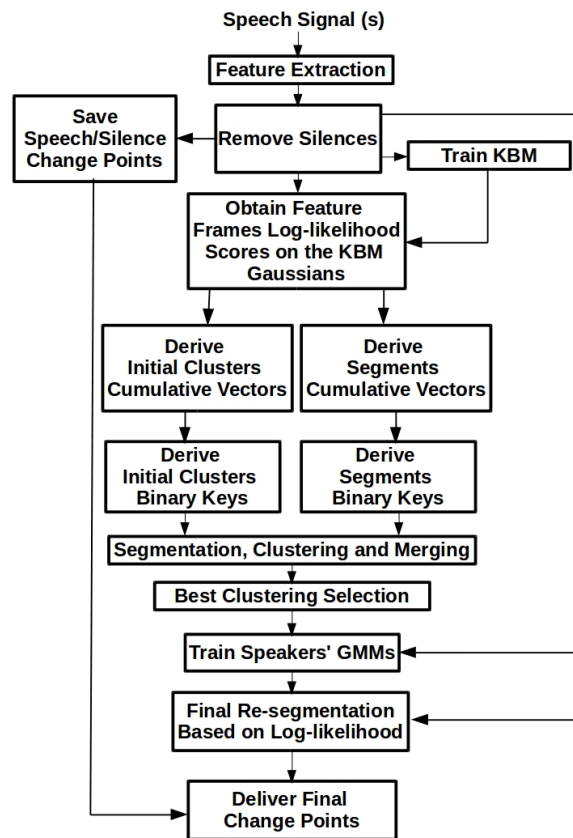 Speech Signal (s)
Feature Extraction
Save
Speech/Silence
Change Points
Remove Silences
Train KBM
Obtain Feature
Frames Log-likelihood
Scores on the KBM
Gaussians
Derive
Initial Clusters
Cumulative Vectors
Derive
Segments
Cumulative Vectors
Derive
Initial Clusters
Binary Keys
Derive
Segments
Binary Keys
Segmentation, Clustering and Merging
Best Clustering Selection
Train Speakers' GMMs
Final Re-segmentation
Based on Log-likelihood
Deliver Final
Change Points